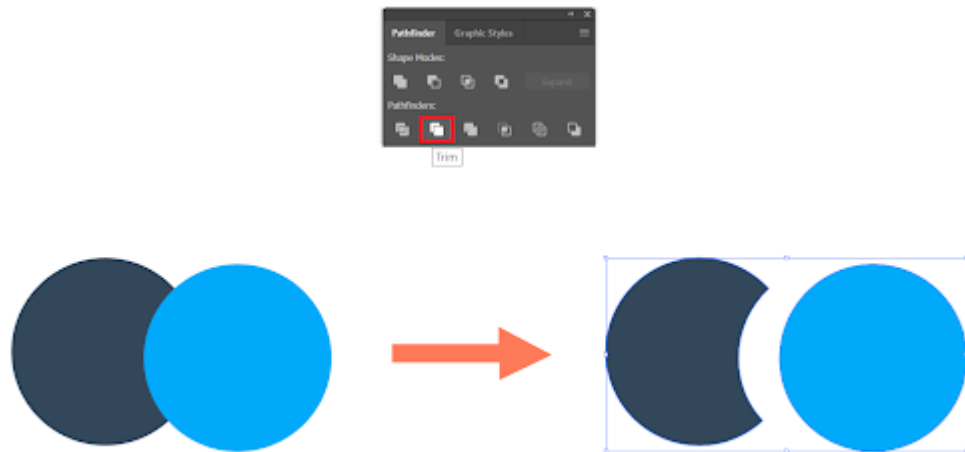 Pathfinder Graphic Styles
Shape Modes:
Expand
Pathfinders:
Trim